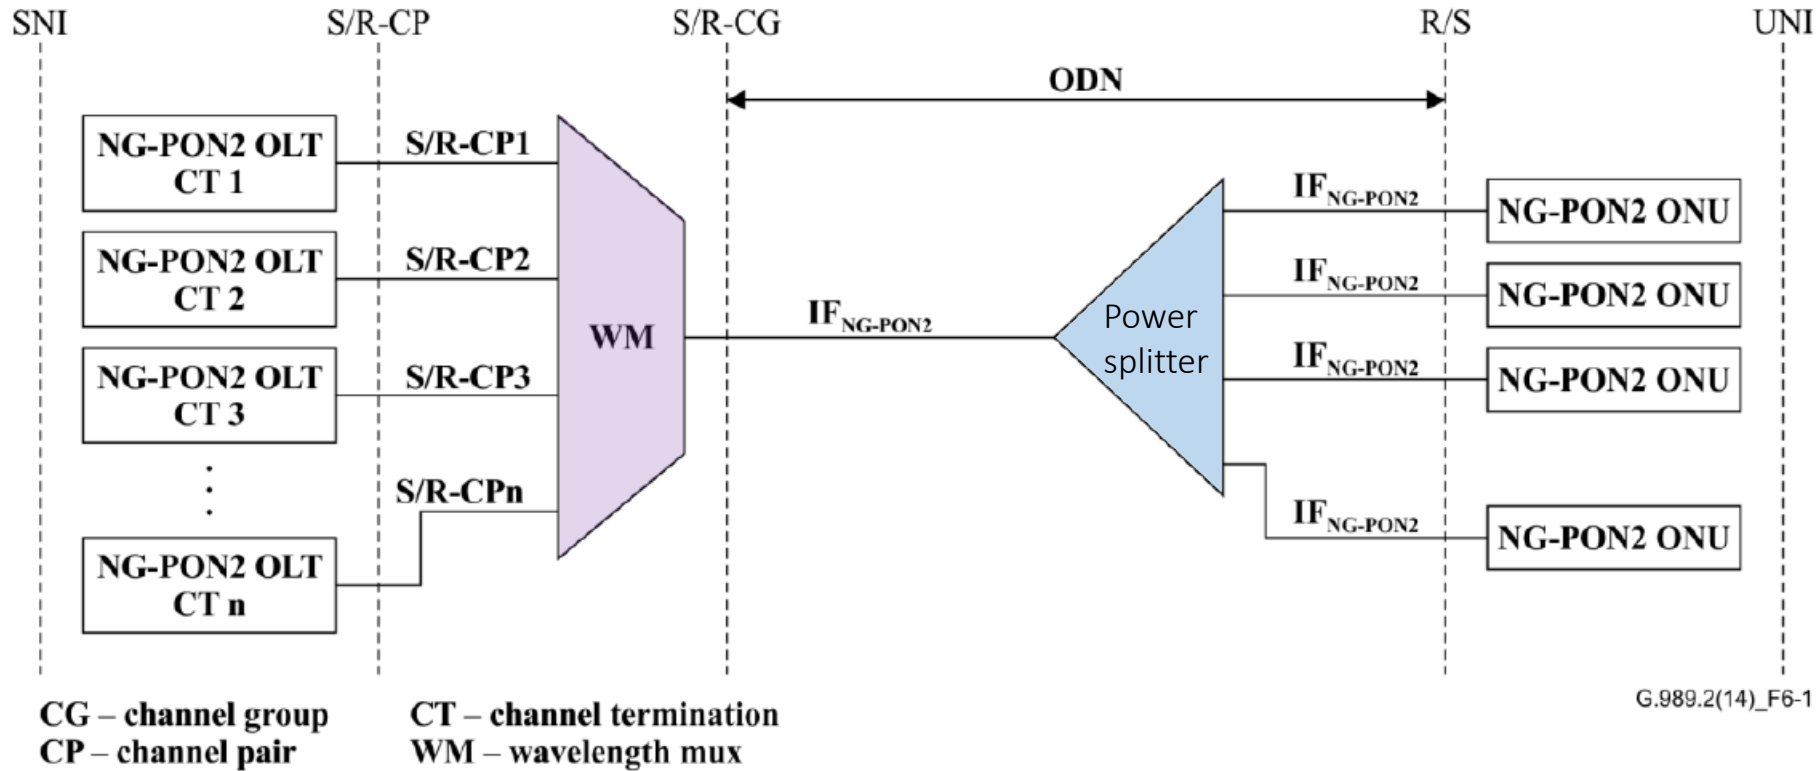 SNI S/R-CP S/R-CG R/S UNI
ODN
NG-PON2 OLT
CT 1
S/R-CP1
NG-PON2 OLT
CT 2
S/R-CP2
NG-PON2 OLT
CT 3
S/R-CP3
NG-PON2 OLT
CT n
S/R-CPn
WM
IFNG-PON2
Power
splitter
IFNG-PON2
NG-PON2 ONU
IFNG-PON2
NG-PON2 ONU
IFNG-PON2
NG-PON2 ONU
IFNG-PON2
NG-PON2 ONU
G.989.2(14)_F6-1
CG – channel group
CP – channel pair
CT – channel termination
WM – wavelength mux